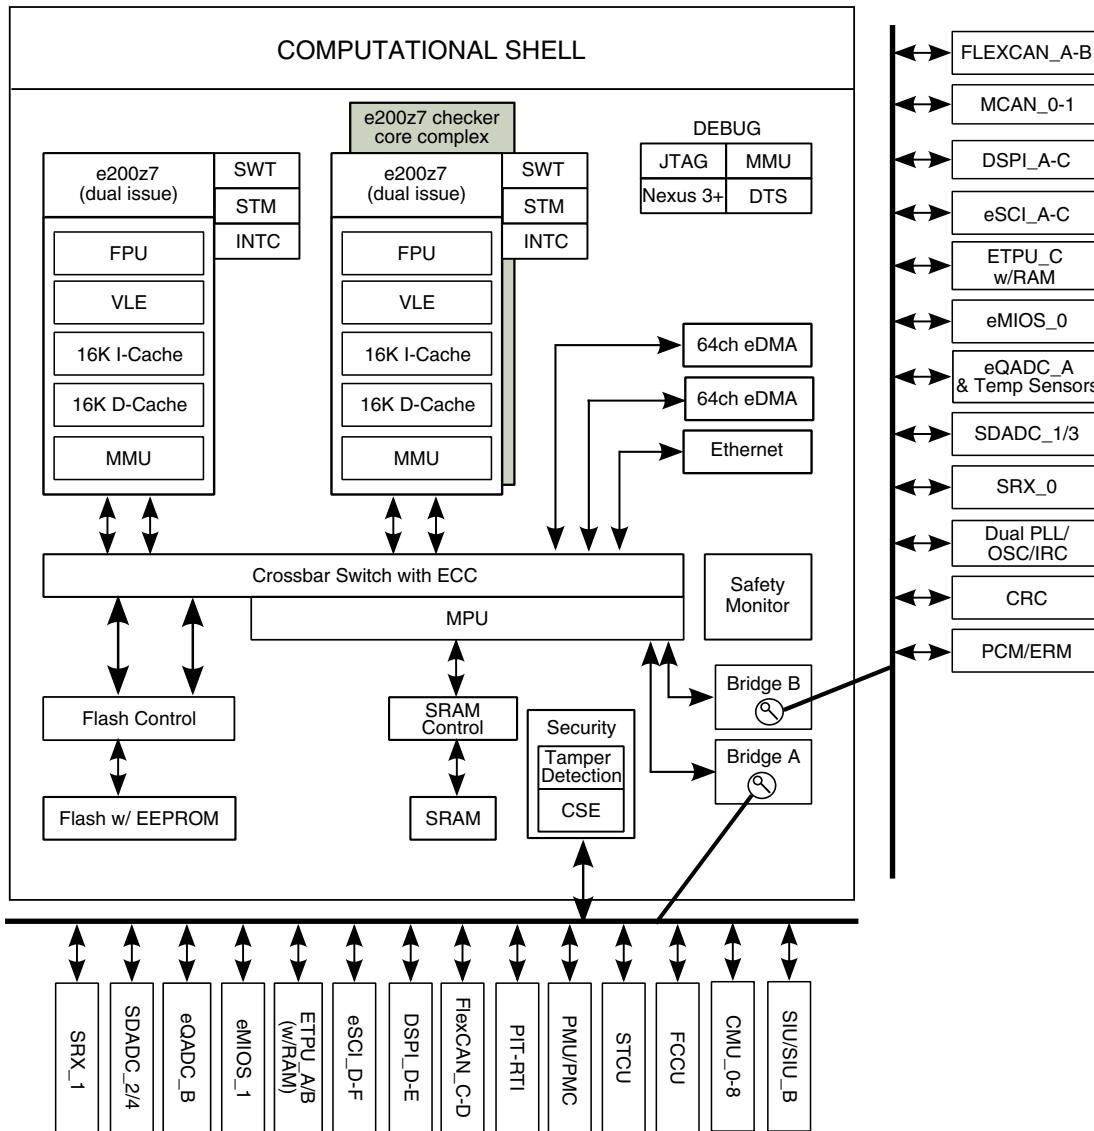 COMPUTATIONAL SHELL
e200z7 checker
core complex
e200z7
(dual issue)
SWT
STM
INTC
FPU
VLE
16K I-Cache
16K D-Cache
MMU
e200z7
(dual issue)
SWT
STM
INTC
FPU
VLE
16K I-Cache
16K D-Cache
MMU
DEBUG
JTAG
MMU
Nexus 3+
DTS
64ch eDMA
64ch eDMA
Ethernet
Crossbar Switch with ECC
MPU
Safety
Monitor
Flash Control
SRAM
Control
Flash w/ EEPROM
SRAM
Security
Tamper
Detection
CSE
Bridge B
Bridge A
FLEXCAN_A-B
MCAN_0-1
DSPI_A-C
eSCI_A-C
ETPU_C
w/RAM
eMIOS_0
eQADC_A
& Temp Sensors
SDADC_1/3
SRX_0
Dual PLL/
OSC/IRC
CRC
PCM/ERM
SRX_1
SDADC_2/4
eQADC_B
eMIOS_1
ETPU_A/B
(w/RAM)
eSCI_D-F
DSPI_D-E
FlexCAN_C-D
PIT-RTI
PMU/PMC
STCU
FCCU
CMU_0-8
SIU/SIU_B